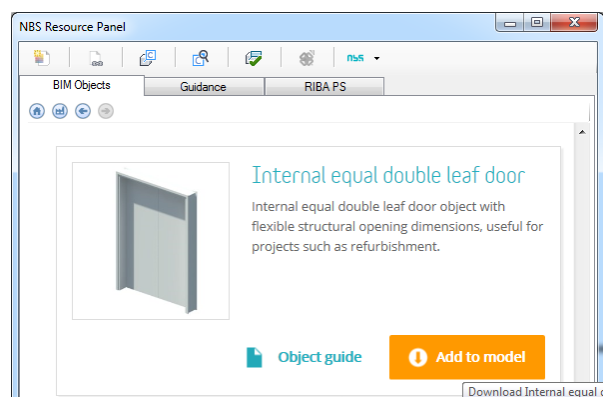 NBS Resource Panel
nbs
BIM Objects Guidance RIBA PS
Internal equal double leaf door
Internal equal double leaf door object with
flexible structural opening dimensions, useful for
projects such as refurbishment.
Object guide Add to model
Download Internal equal